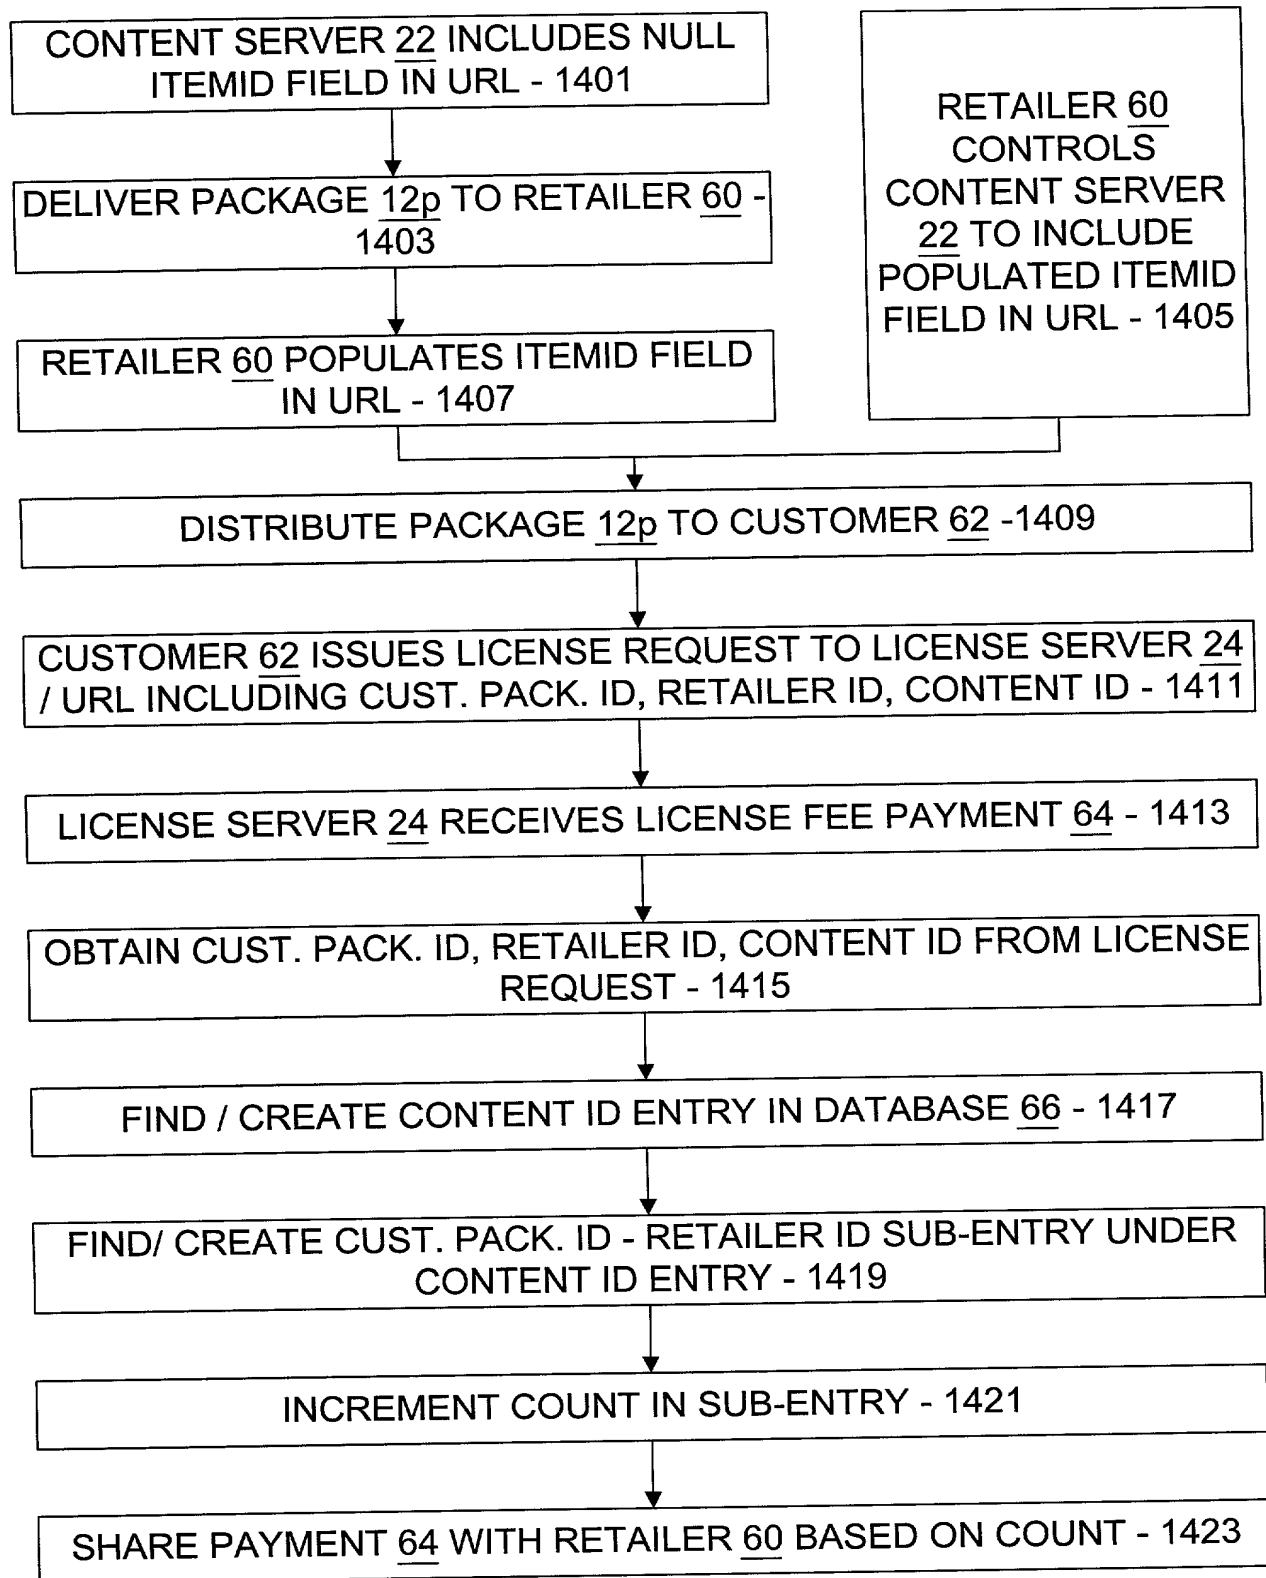 CONTENT SERVER 22 INCLUDES NULL
ITEMID FIELD IN URL - 1401
DELIVER PACKAGE 12p TO RETAILER 60 -
1403
RETAILER 60 POPULATES ITEMID FIELD
IN URL - 1407
RETAILER 60
CONTROLS
CONTENT SERVER
22 TO INCLUDE
POPULATED ITEMID
FIELD IN URL - 1405
DISTRIBUTE PACKAGE 12p TO CUSTOMER 62 -1409
CUSTOMER 62 ISSUES LICENSE REQUEST TO LICENSE SERVER 24
/ URL INCLUDING CUST. PACK. ID, RETAILER ID, CONTENT ID - 1411
LICENSE SERVER 24 RECEIVES LICENSE FEE PAYMENT 64 - 1413
OBTAIN CUST. PACK. ID, RETAILER ID, CONTENT ID FROM LICENSE
REQUEST - 1415
FIND / CREATE CONTENT ID ENTRY IN DATABASE 66 - 1417
FIND/ CREATE CUST. PACK. ID - RETAILER ID SUB-ENTRY UNDER
CONTENT ID ENTRY - 1419
INCREMENT COUNT IN SUB-ENTRY - 1421
SHARE PAYMENT 64 WITH RETAILER 60 BASED ON COUNT - 1423